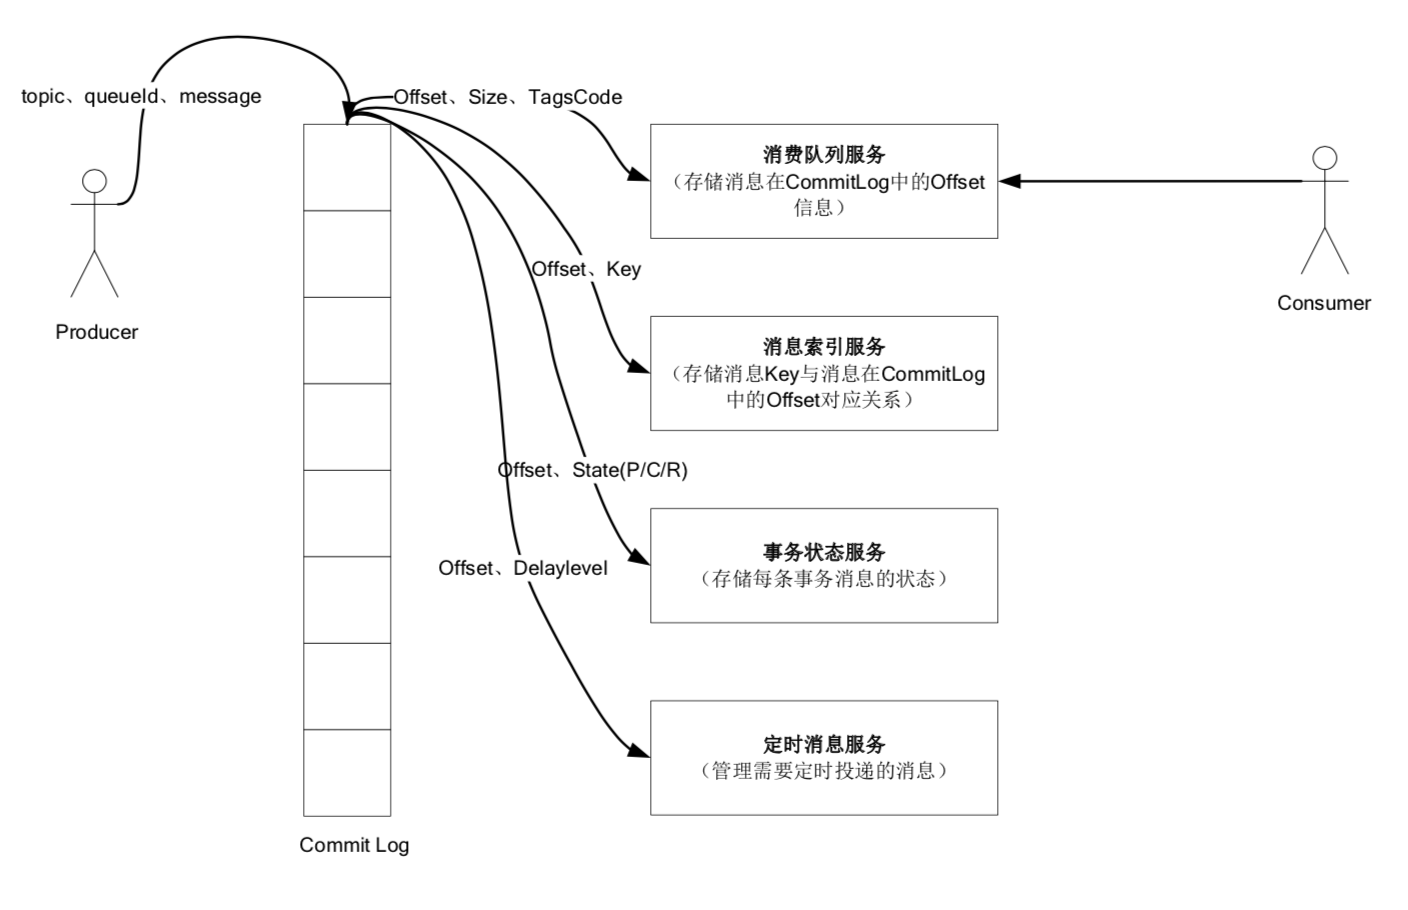 topic、queueId、message
Offset、Size、TagsCode
消费队列服务
（存储消息在CommitLog中的Offset
信息）
Offset、Key
Producer
Consumer
消息索引服务
（存储消息Key与消息在CommitLog
中的Offset对应关系）
Offset、State(P/C/R)
事务状态服务
（存储每条事务消息的状态）
Offset、Delaylevel
定时消息服务
（管理需要定时投递的消息）
Commit Log